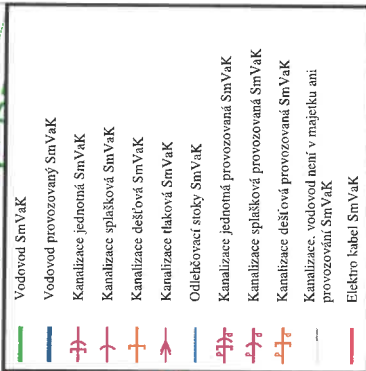 Vodovod SmVaK
Vodovod provozovaný SmVaK
Kanalizace jednotná SmVaK
Kanalizace splašková SmVaK
Kanalizace dešťová SmVaK
Kanalizace tlaková SmVaK
Odlehčovací stoky SmVaK
Kanalizace jednotná provozovaná SmVaK
Kanalizace splašková provozovaná SmVaK
Kanalizace dešťová provozovaná SmVaK
Kanalizace, vodovod není v majetku ani
provozování SmVaK
Elektro kabel SmVaK